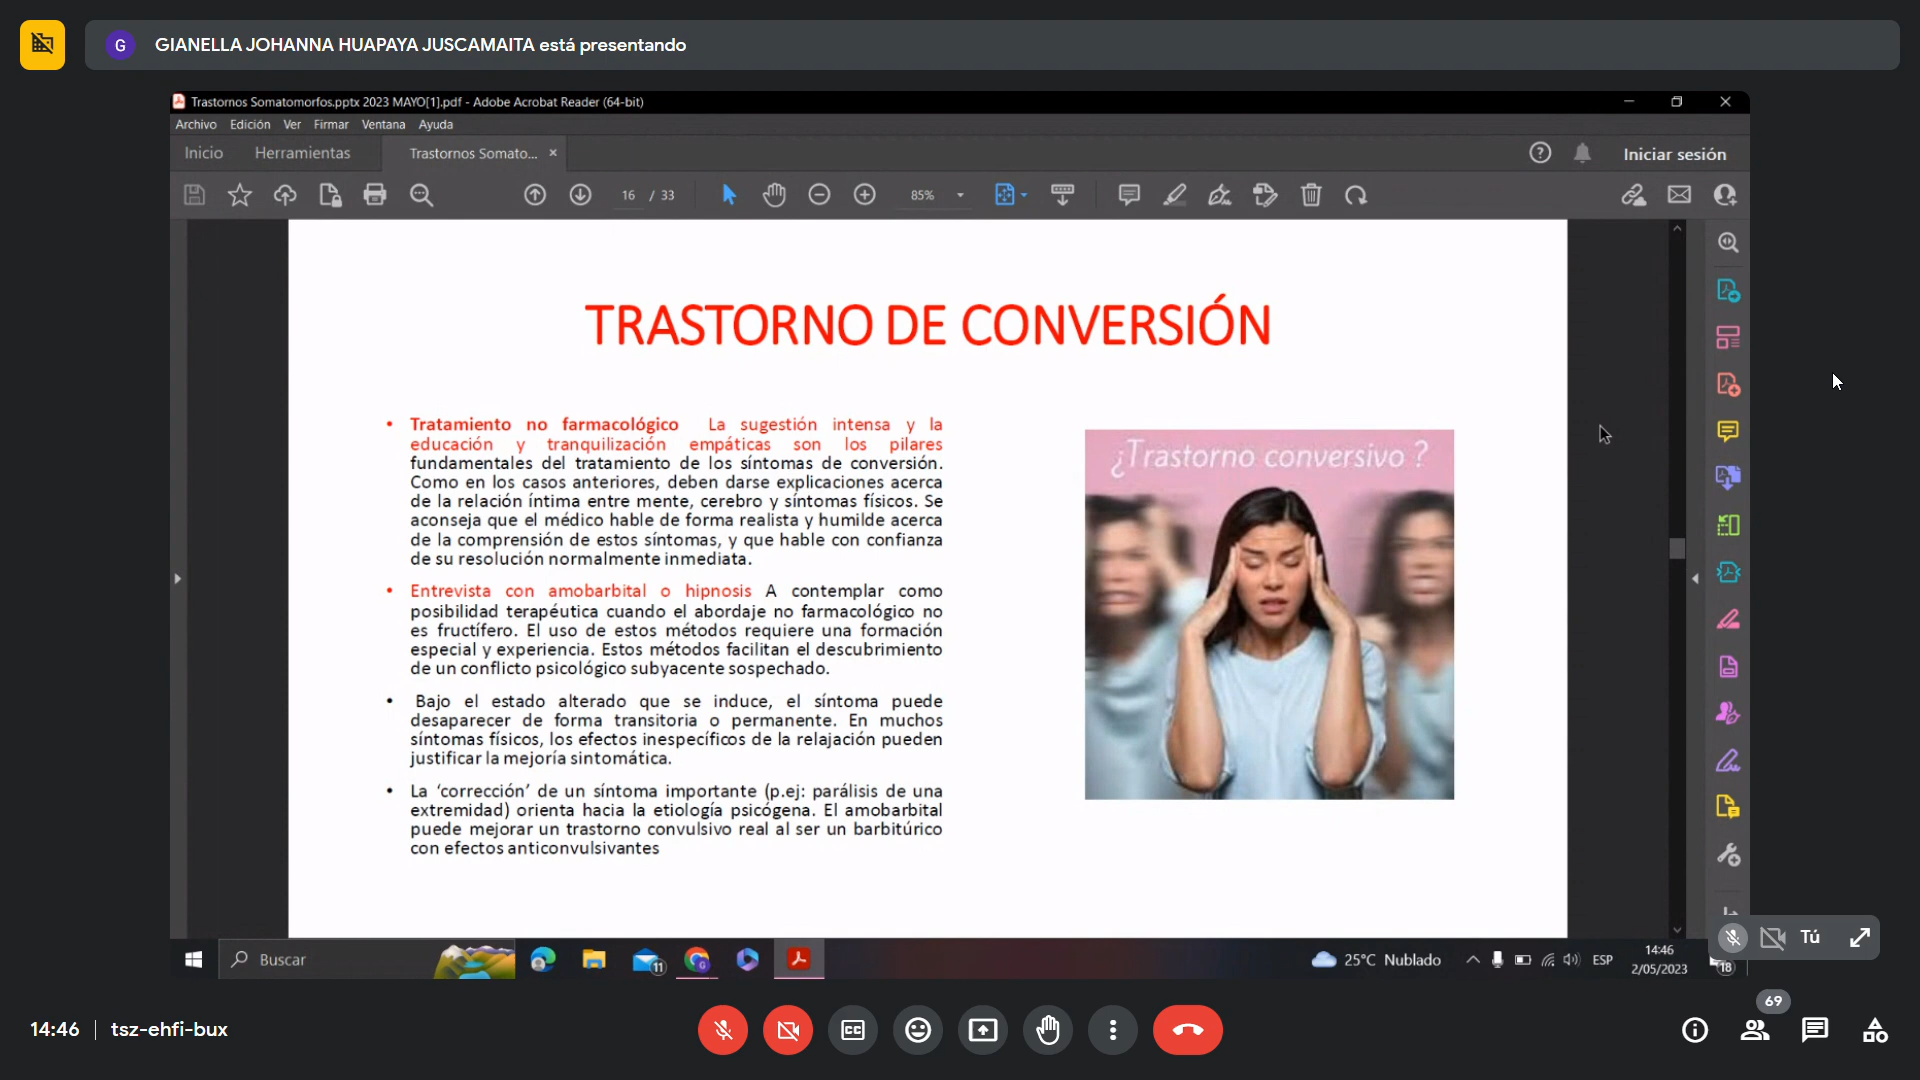 G GIANELLA JOHANNA HUAPAYA JUSCAMAITA está presentando
Trastornos Somatomorfos.pptx 2023 MAYO[1].pdf - Adobe Acrobat Reader (64-bit)
Archivo Edición Ver Firmar Ventana Ayuda
Inicio Herramientas Trastornos Somato... × Iniciar sesión
16 / 33 85%
TRASTORNO DE CONVERSIÓN
• Tratamiento no farmacológico La sugestión intensa y la
educación y tranquilización empáticas son los pilares
fundamentales del tratamiento de los síntomas de conversión.
Como en los casos anteriores, deben darse explicaciones acerca
de la relación íntima entre mente, cerebro y síntomas físicos. Se
aconseja que el médico hable de forma realista y humilde acerca
de la comprensión de estos síntomas, y que hable con confianza
de su resolución normalmente inmediata.
• Entrevista con amobarbital o hipnosis A contemplar como
posibilidad terapéutica cuando el abordaje no farmacológico no
es fructífero. El uso de estos métodos requiere una formación
especial y experiencia. Estos métodos facilitan el descubrimiento
de un conflicto psicológico subyacente sospechado.
• Bajo el estado alterado que se induce, el síntoma puede
desaparecer de forma transitoria o permanente. En muchos
síntomas físicos, los efectos inespecíficos de la relajación pueden
justificar la mejoría sintomática.
• La ‘corrección’ de un síntoma importante (p.ej: parálisis de una
extremidad) orienta hacia la etiología psicógena. El amobarbital
puede mejorar un trastorno convulsivo real al ser un barbitúrico
con efectos anticonvulsivantes
¿Trastorno conversivo ?
Tú
Buscar
11
G
25°C Nublado
ESP
14:46
2/05/2023
18
14:46 | tsz-ehfi-bux
CC
69